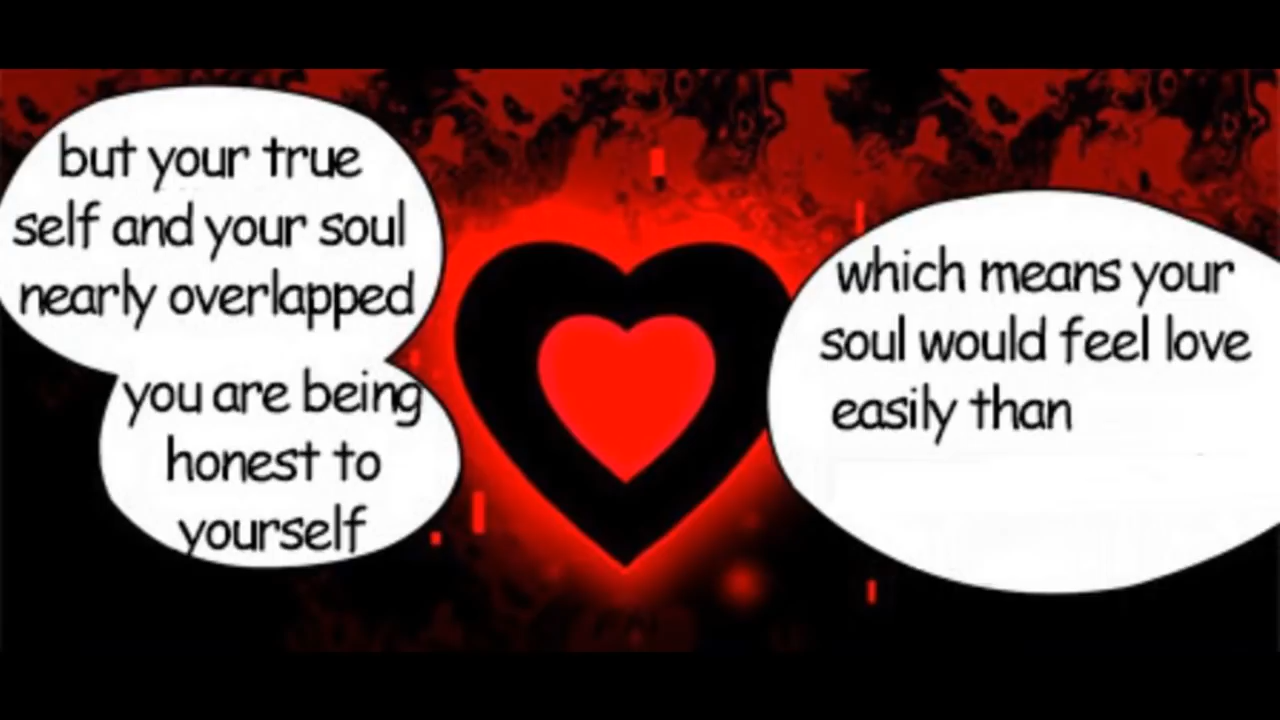 but your true
self and your soul
nearly overlapped
you are being
honest to
yourself
which means your
soul would feel love
easily than